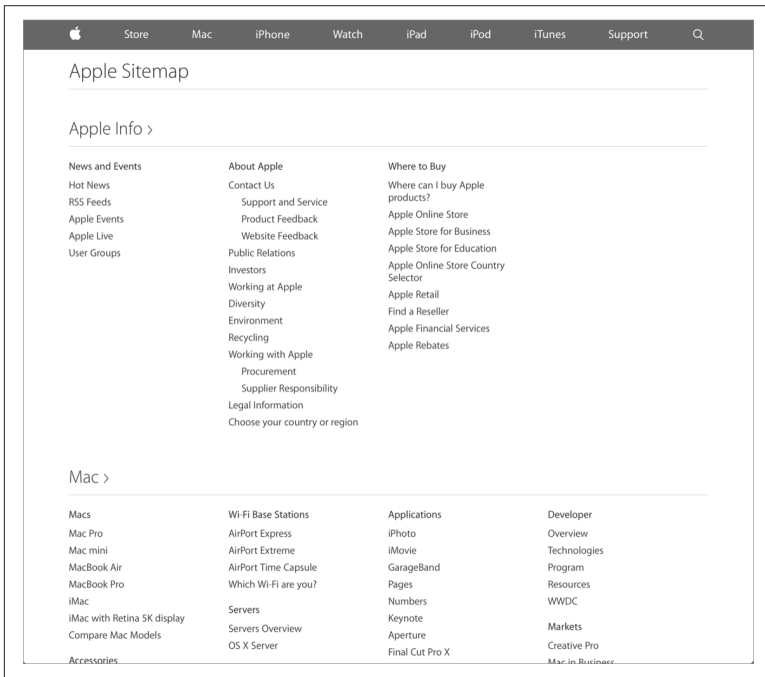 Store Mac iPhone Watch iPad iPod iTunes Support
Apple Sitemap
Apple Info >
News and Events
Hot News
RSS Feeds
Apple Events
Apple Live
User Groups
About Apple
Contact Us
Support and Service
Product Feedback
Website Feedback
Public Relations
Investors
Working at Apple
Diversity
Environment
Recycling
Working with Apple
Procurement
Supplier Responsibility
Legal Information
Choose your country or region
Where to Buy
Where can I buy Apple
products?
Apple Online Store
Apple Store for Business
Apple Store for Education
Apple Online Store Country
Selector
Apple Retail
Find a Reseller
Apple Financial Services
Apple Rebates
Mac >
Macs
Mac Pro
Mac mini
MacBook Air
MacBook Pro
iMac
iMac with Retina 5K display
Compare Mac Models
Accessories
Wi-Fi Base Stations
AirPort Express
AirPort Extreme
AirPort Time Capsule
Which Wi-Fi are you?
Servers
Servers Overview
OS X Server
Applications
iPhoto
iMovie
GarageBand
Pages
Numbers
Keynote
Aperture
Final Cut Pro X
Developer
Overview
Technologies
Program
Resources
WWDC
Markets
Creative Pro
Mac in Business